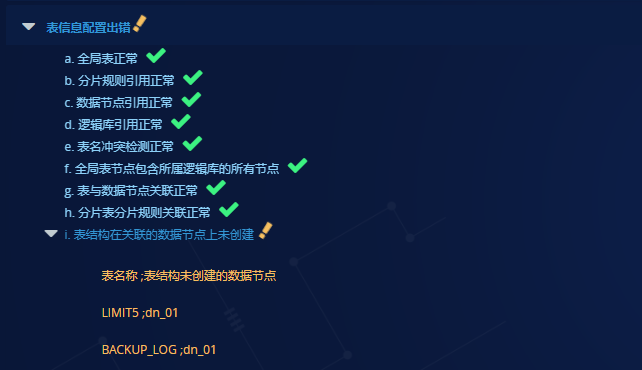 表信息配置出错
a. 全局表正常
b. 分片规则引用正常
c. 数据节点引用正常
d. 逻辑库引用正常
e. 表名冲突检测正常
f. 全局表节点包含所属逻辑库的所有节点
g. 表与数据节点关联正常
h. 分片表分片规则关联正常
i. 表结构在关联的数据节点上未创建
表名称 ;表结构未创建的数据节点
LIMIT5 ;dn_01
BACKUP_LOG ;dn_01